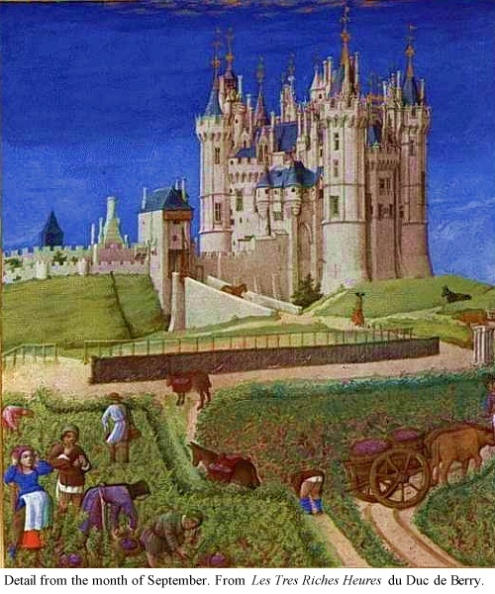 Detail from the month of September. From Les Tres Riches Heures du Duc de Berry.